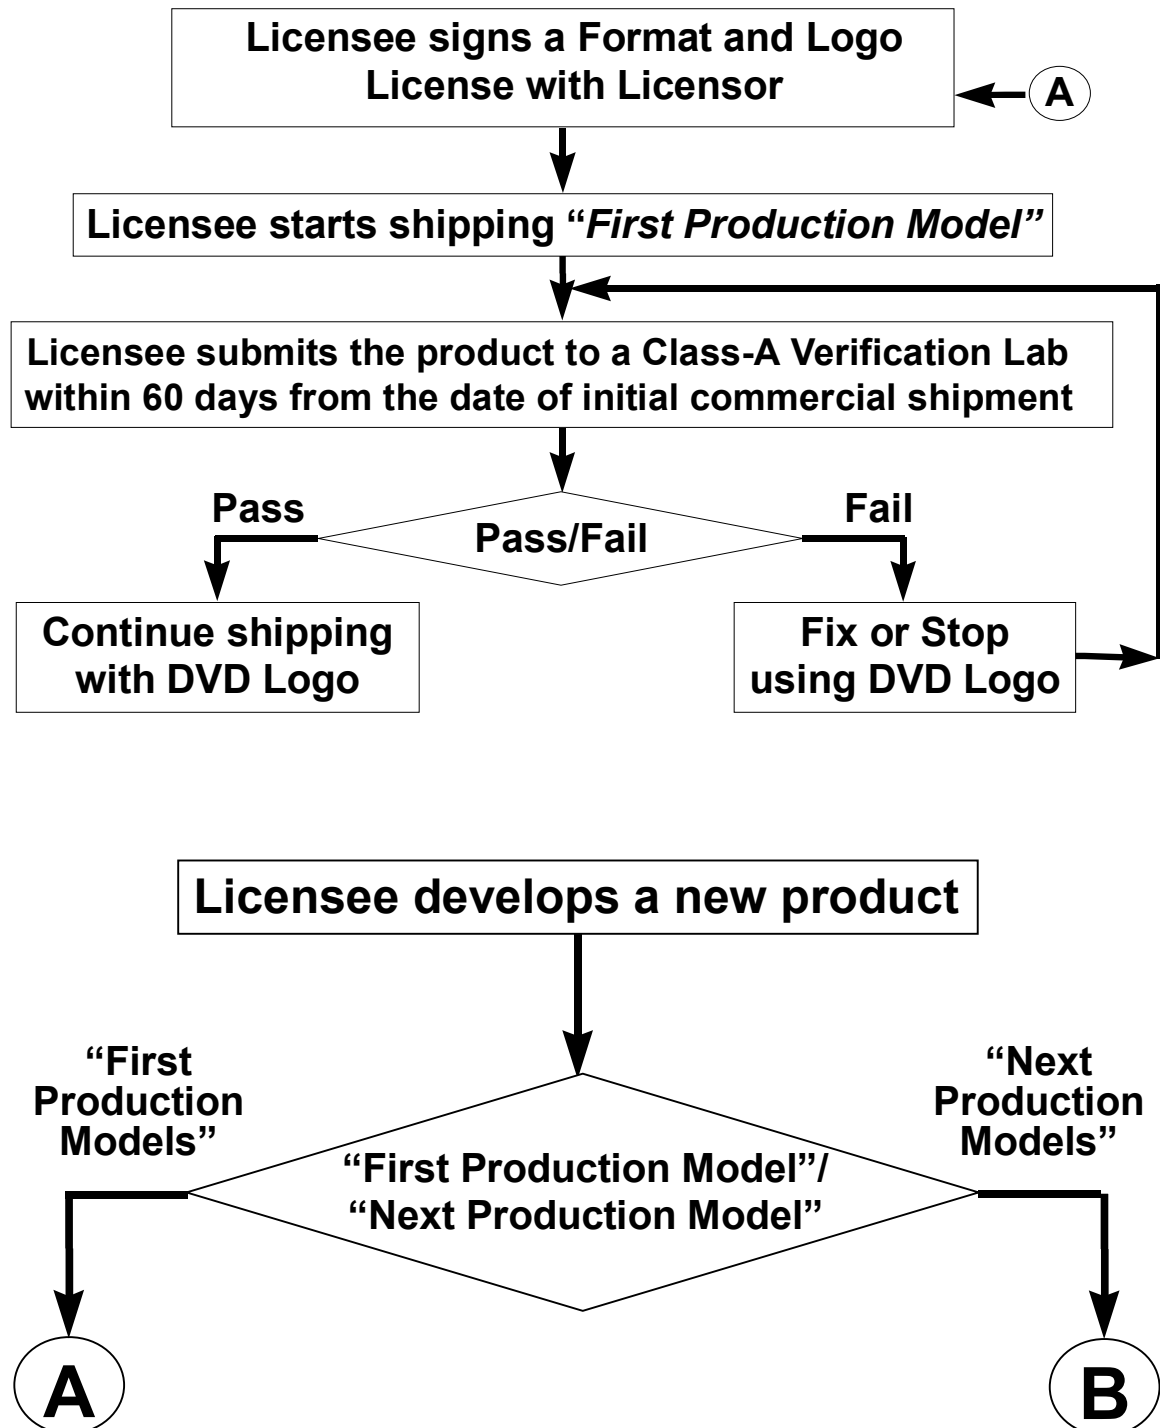 Licensee signs a Format and Logo
License with Licensor
A
Licensee starts shipping “First Production Model”
Licensee submits the product to a Class-A Verification Lab
within 60 days from the date of initial commercial shipment
Pass
Fail
Pass/Fail
Continue shipping
with DVD Logo
Fix or Stop
using DVD Logo
Licensee develops a new product
“First
Production
Models”
“Next
Production
Models”
“First Production Model”/
“Next Production Model”
A
B